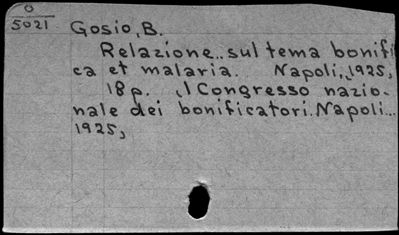 O
5021
Gosio, B.
Relazione.. sul tema bonifi
ca et malaria. Napoli, 1925,
18 p. (I Congresso nazio-
nale dei bonificatori. Napoli...
1925,